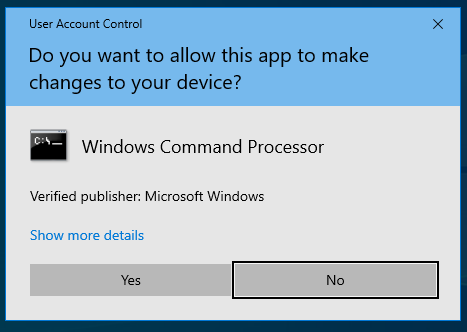 User Account Control
Do you want to allow this app to make
changes to your device?
C:\_
Windows Command Processor
Verified publisher: Microsoft Windows
Show more details
Yes No